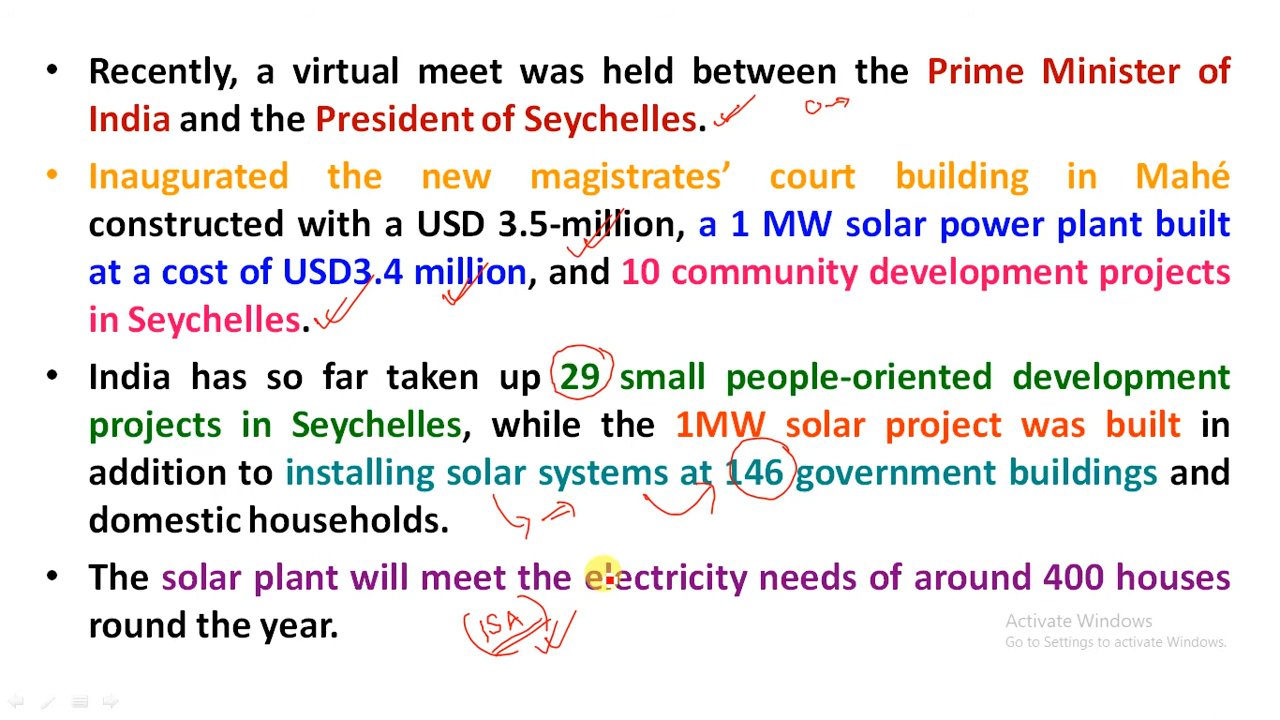 • Recently, a virtual meet was held between the Prime Minister of
India and the President of Seychelles.
• Inaugurated the new magistrates’ court building in Mahé
constructed with a USD 3.5-million, a 1 MW solar power plant built
at a cost of USD3.4 million, and 10 community development projects
in Seychelles.
• India has so far taken up 29 small people-oriented development
projects in Seychelles, while the 1MW solar project was built in
addition to installing solar systems at 146 government buildings and
domestic households.
• The solar plant will meet the electricity needs of around 400 houses
round the year.
ISA
Activate Windows
Go to Settings to activate Windows.